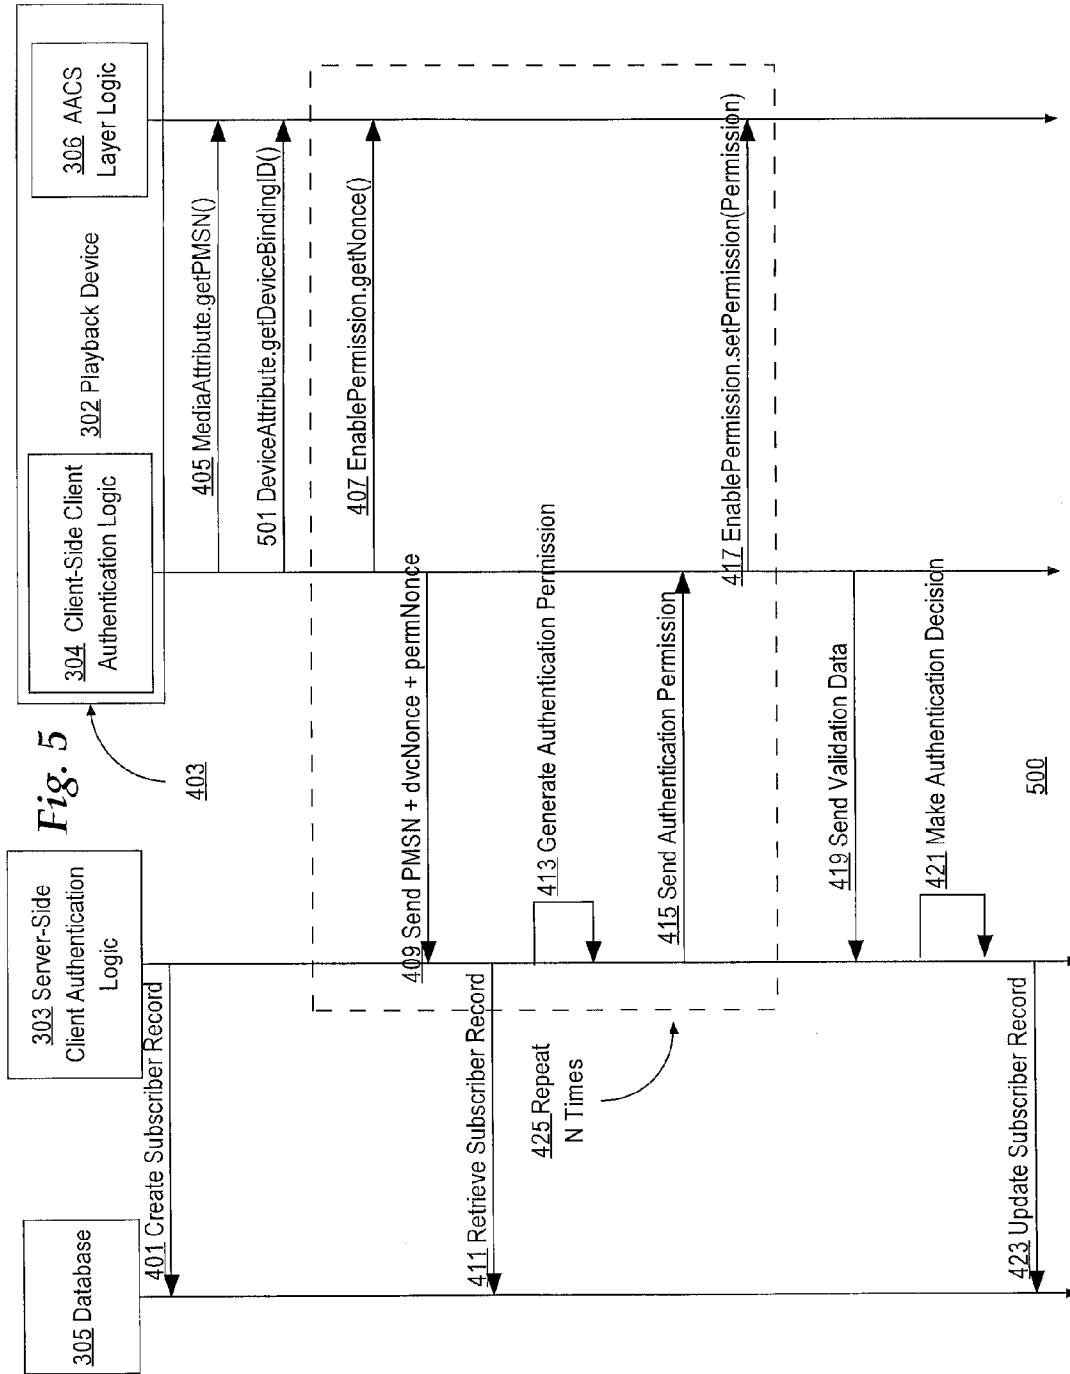 305 Database
303 Server-Side
Client Authentication
Logic
Fig. 5
403
302 Playback Device
304 Client-Side Client
Authentication Logic
306 AACS
Layer Logic
401 Create Subscriber Record
405 MediaAttribute.getPMSN()
501 DeviceAttribute.getDeviceBindingID()
407 EnablePermission.getNonce()
409 Send PMSN + dvcNonce + permNonce
411 Retrieve Subscriber Record
413 Generate Authentication Permission
425 Repeat
N Times
415 Send Authentication Permission
417 EnablePermission.setPermission(Permission)
419 Send Validation Data
421 Make Authentication Decision
423 Update Subscriber Record
500